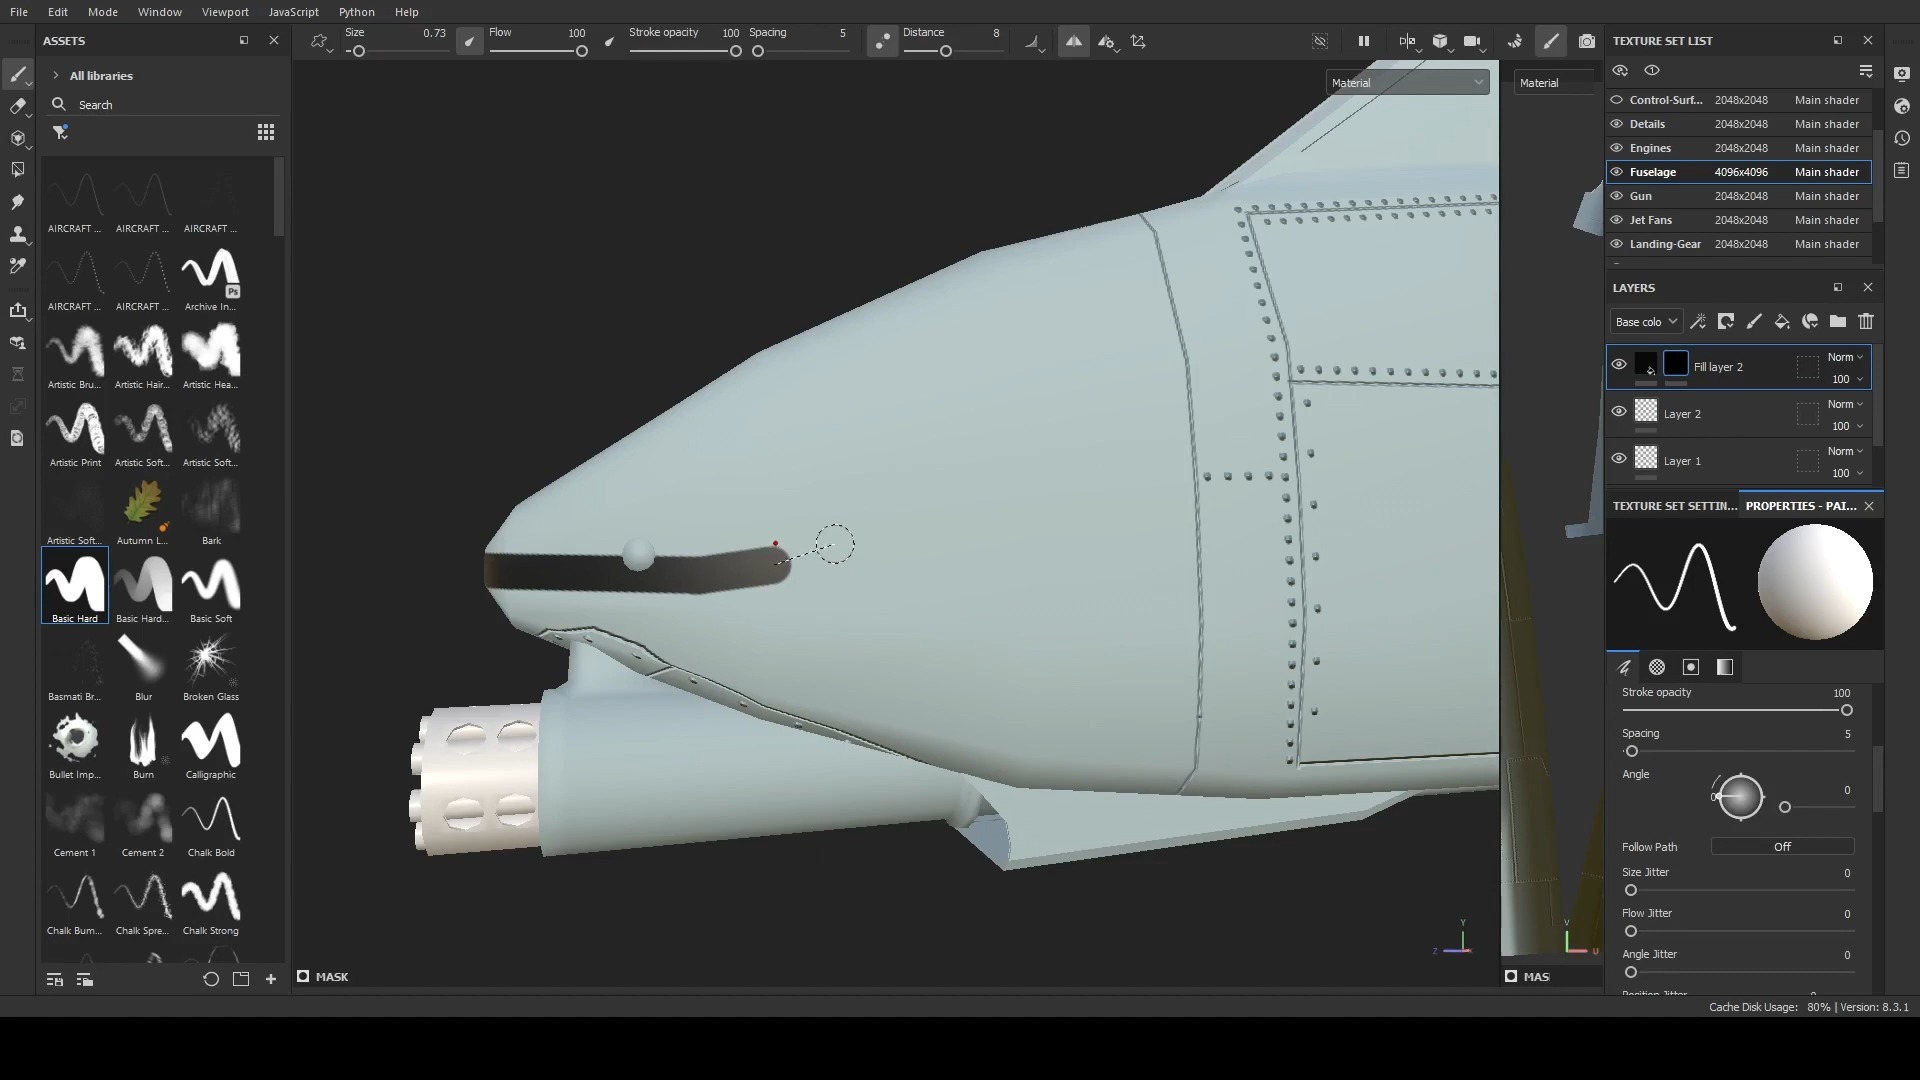 File Edit Mode Window Viewport JavaScript Python Help
ASSETS
All libraries
Search
AIRCRAFT ... AIRCRAFT ... AIRCRAFT ...
AIRCRAFT ... AIRCRAFT ... Archive In...
Ps
Artistic Bru... Artistic Hair... Artistic Hea...
Artistic Print Artistic Soft... Artistic Soft...
Artistic Soft... Autumn L... Bark
Basic Hard Basic Hard... Basic Soft
Basmati Br... Blur Broken Glass
Bullet Imp... Burn Calligraphic
Cement 1 Cement 2 Chalk Bold
Chalk Bum... Chalk Spre... Chalk Strong
Size 0.73 Flow 100 Stroke opacity 100 Spacing 5 Distance 8
Material
Material
MASK
MAS
Y
Z
V
U
TEXTURE SET LIST
Control-Surf... 2048x2048 Main shader
Details 2048x2048 Main shader
Engines 2048x2048 Main shader
Fuselage 4096x4096 Main shader
Gun 2048x2048 Main shader
Jet Fans 2048x2048 Main shader
Landing-Gear 2048x2048 Main shader
LAYERS
Base colo
Fill layer 2 Norm 100
Layer 2 Norm 100
Layer 1 Norm 100
TEXTURE SET SETTIN... PROPERTIES - PAI...
Stroke opacity 100
Spacing 5
Angle 0 0
Follow Path Off
Size Jitter 0
Flow Jitter 0
Angle Jitter 0
Position Jitter 0
Cache Disk Usage: 80% | Version: 8.3.1